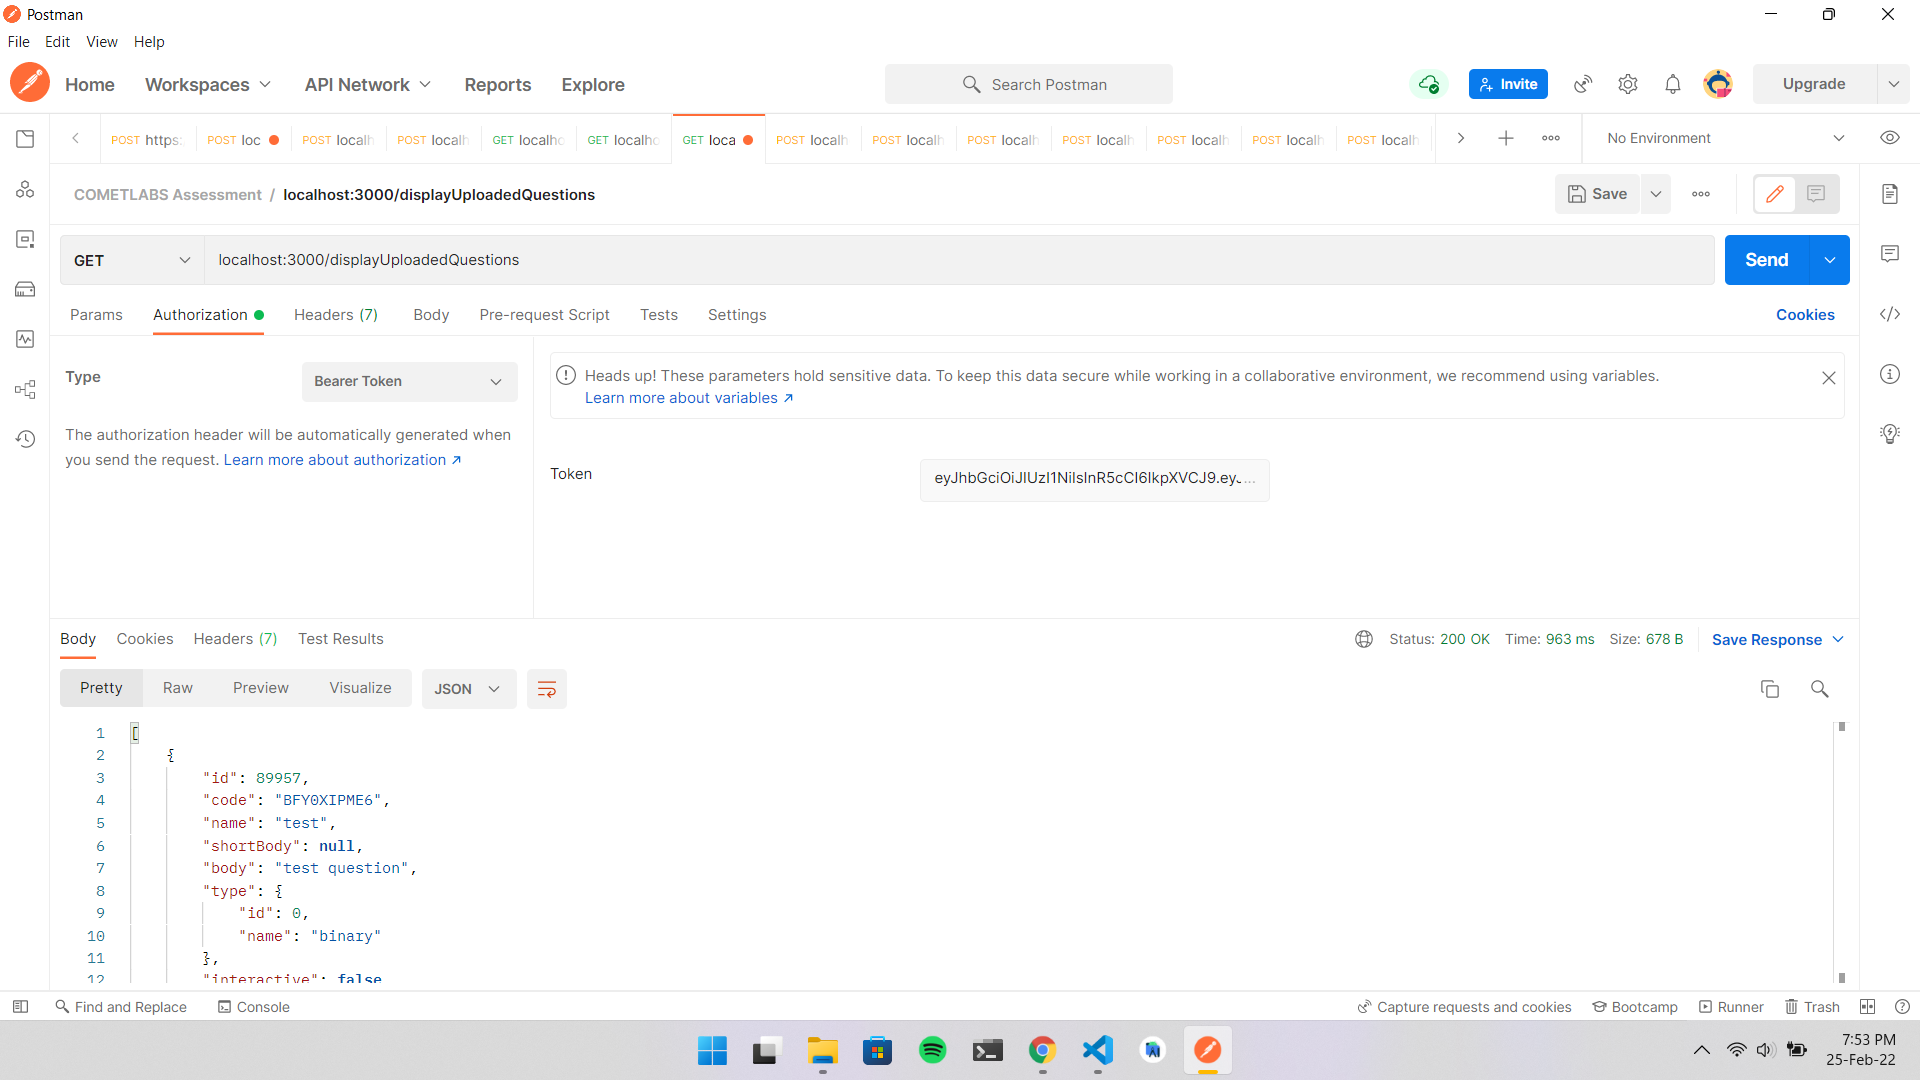 Postman
File Edit View Help
Home Workspaces API Network Reports Explore Search Postman Invite Upgrade
POST https: POST loc POST localh POST localh GET localho GET localho GET loca POST localh POST localh POST localh POST localh POST localh POST localh POST localh No Environment
COMETLABS Assessment / localhost:3000/displayUploadedQuestions Save
GET localhost:3000/displayUploadedQuestions Send
Params Authorization Headers (7) Body Pre-request Script Tests Settings Cookies
Type Bearer Token
The authorization header will be automatically generated when
you send the request. Learn more about authorization ↗
Heads up! These parameters hold sensitive data. To keep this data secure while working in a collaborative environment, we recommend using variables.
Learn more about variables ↗
Token eyJhbGciOiJIUzI1NiIsInR5cCI6IkpXVCJ9.eyJ...
Body Cookies Headers (7) Test Results Status: 200 OK Time: 963 ms Size: 678 B Save Response
Pretty Raw Preview Visualize JSON
1 [
2 {
3 "id": 89957,
4 "code": "BFY0XIPME6",
5 "name": "test",
6 "shortBody": null,
7 "body": "test question",
8 "type": {
9 "id": 0,
10 "name": "binary"
11 },
12 "interactive": false
Find and Replace Console Capture requests and cookies Bootcamp Runner Trash
7:53 PM
25-Feb-22